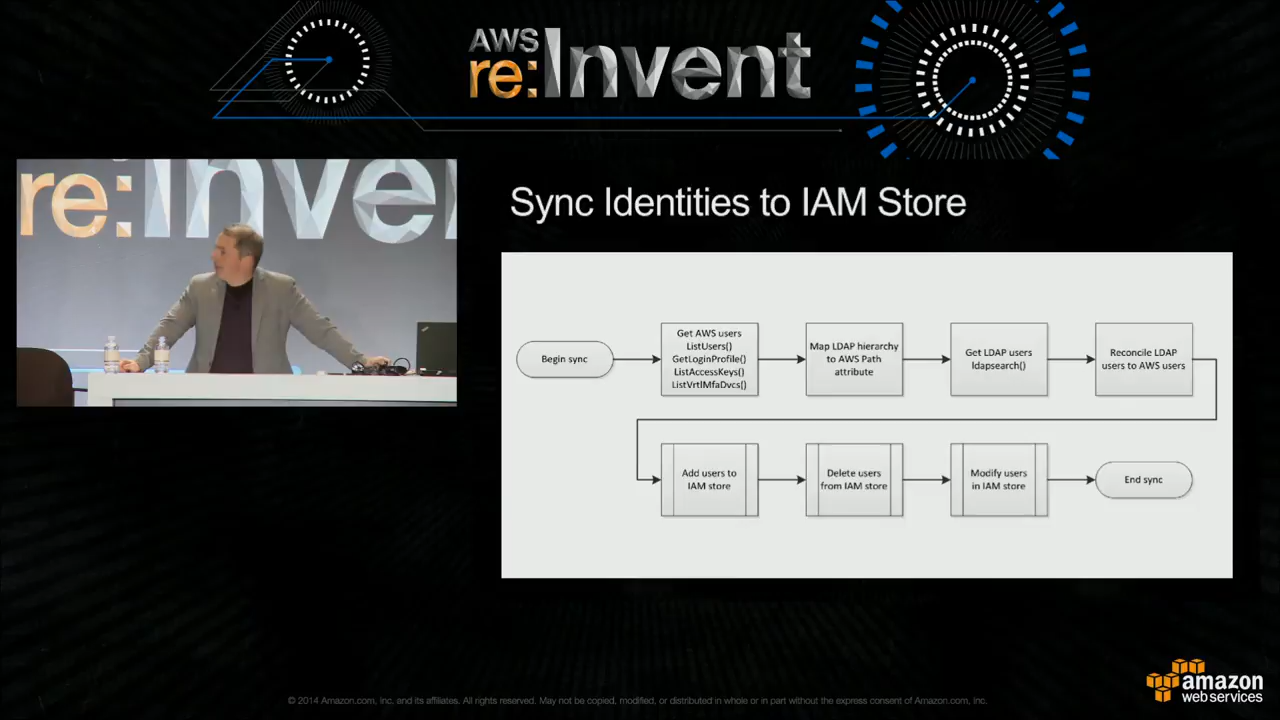 AWS
re:Invent
re:Inven
Sync Identities to IAM Store
Begin sync
Get AWS users
ListUsers()
GetLoginProfile()
ListAccessKeys()
ListVrtlMfaDvcs()
Map LDAP hierarchy
to AWS Path
attribute
Get LDAP users
ldapsearch()
Reconcile LDAP
users to AWS users
Add users to
IAM store
Delete users
from IAM store
Modify users
in IAM store
End sync
© 2014 Amazon.com, inc. and its affiliates. All rights reserved. May not be copied, modified, or distributed in whole or in part without the express consent of Amazon.com, inc.
amazon
web services